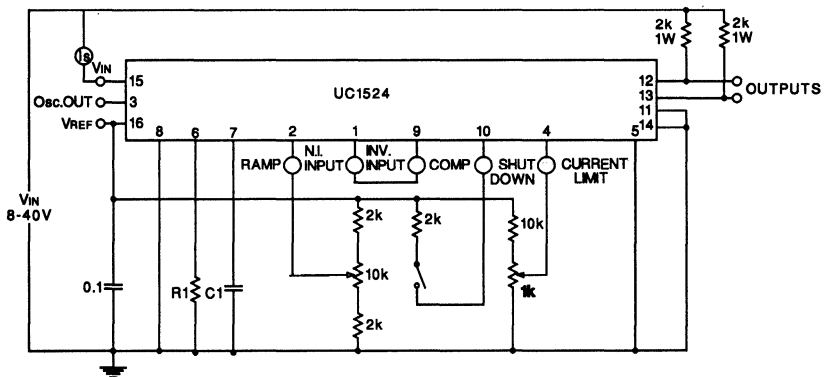 2k
1W
2k
1W
Is
VIN
15
UC1524
12
13
11
14
OUTPUTS
Osc.OUT
3
VREF
16
8
6
7
2
1
9
10
4
5
RAMP
N.I.
INPUT
INV.
INPUT
COMP
SHUT
DOWN
CURRENT
LIMIT
VIN
8-40V
2k
2k
10k
10k
1k
0.1
R1
C1
2k